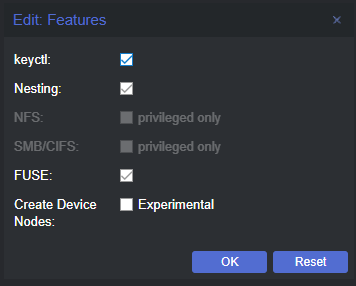 Edit: Features
keyctl:
Nesting:
NFS: privileged only
SMB/CIFS: privileged only
FUSE:
Create Device Experimental
Nodes:
OK Reset